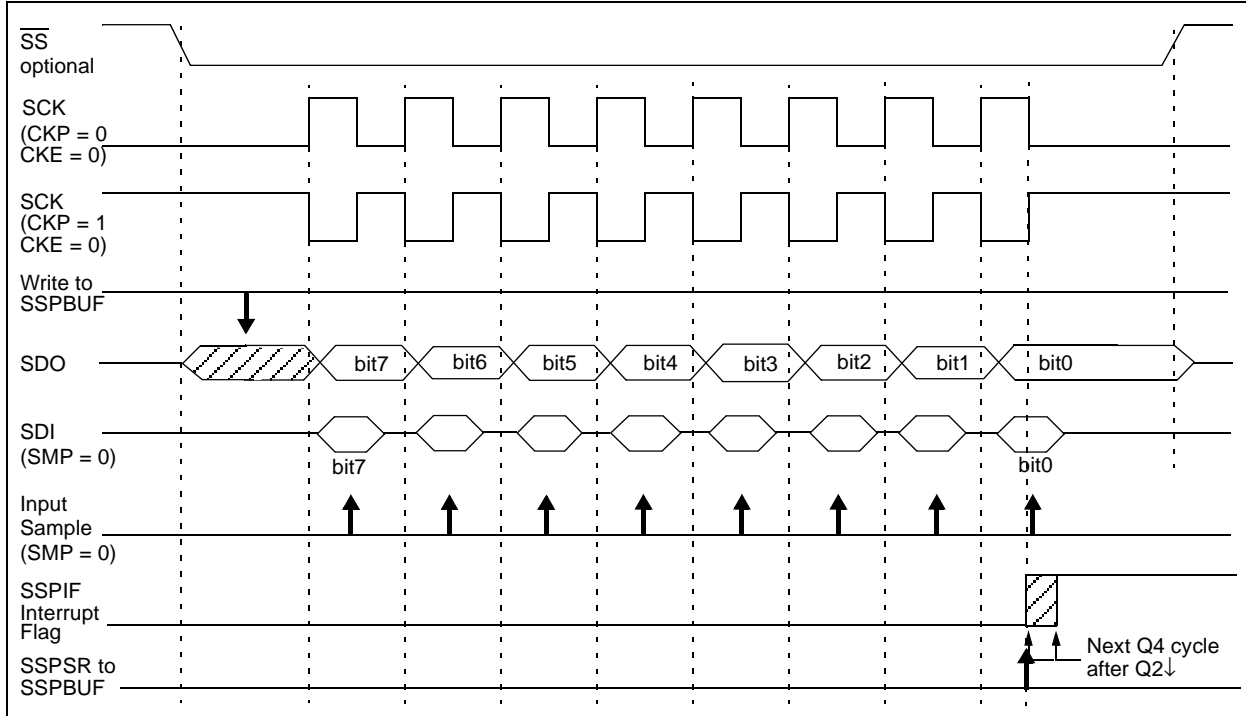 SS
optional
SCK
(CKP = 0
CKE = 0)
SCK
(CKP = 1
CKE = 0)
Write to
SSPBUF
SDO
bit7
bit6
bit5
bit4
bit3
bit2
bit1
bit0
SDI
(SMP = 0)
bit7
bit0
Input
Sample
(SMP = 0)
SSPIF
Interrupt
Flag
Next Q4 cycle
after Q2↓
SSPSR to
SSPBUF